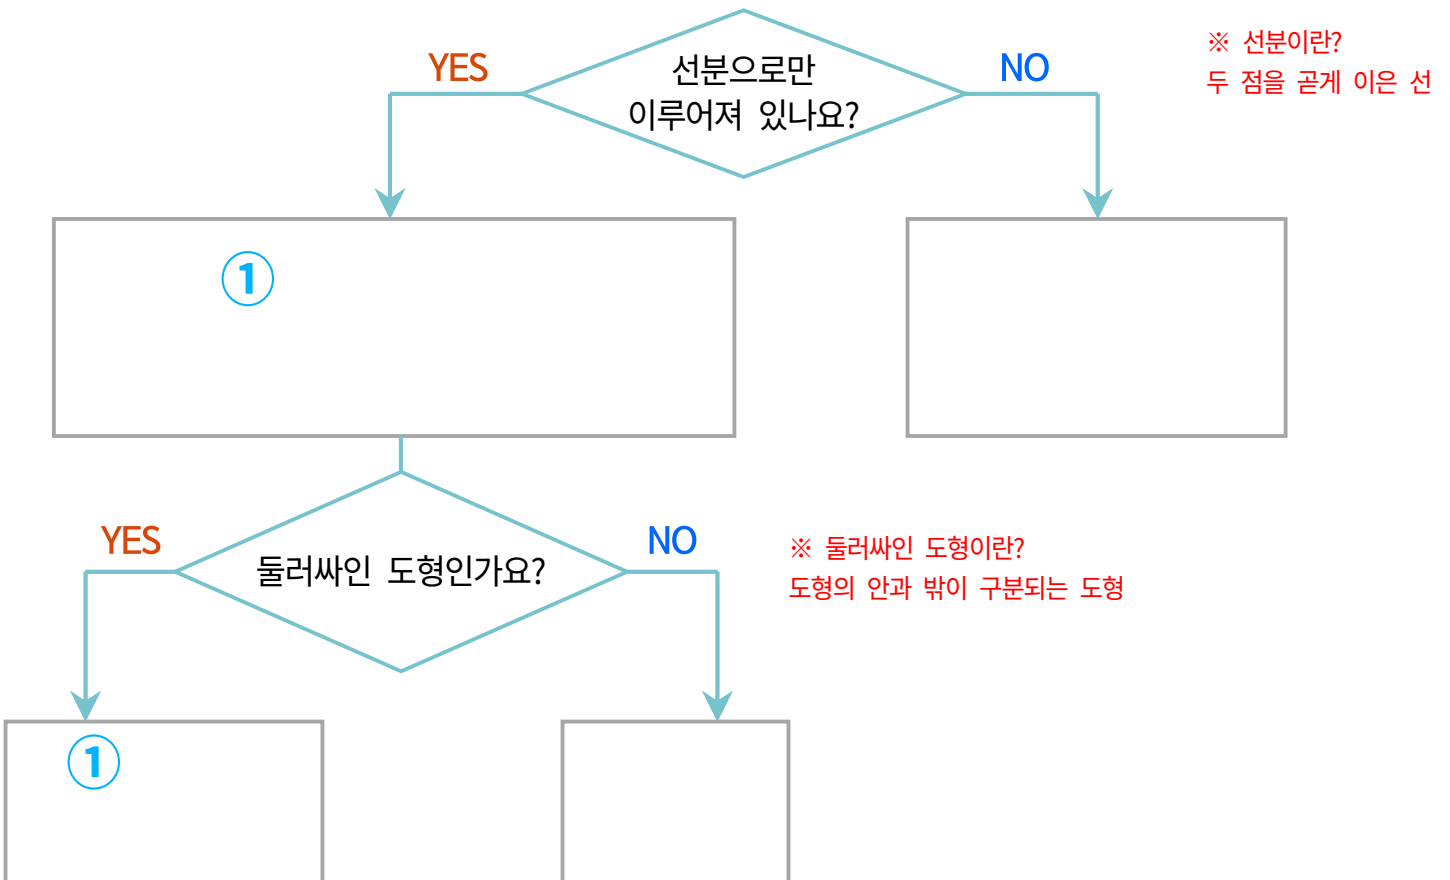 선분으로만
이루어져 있나요?
YES
NO
※ 선분이란?
두 점을 곧게 이은 선
①
둘러싸인 도형인가요?
YES
NO
※ 둘러싸인 도형이란?
도형의 안과 밖이 구분되는 도형
①